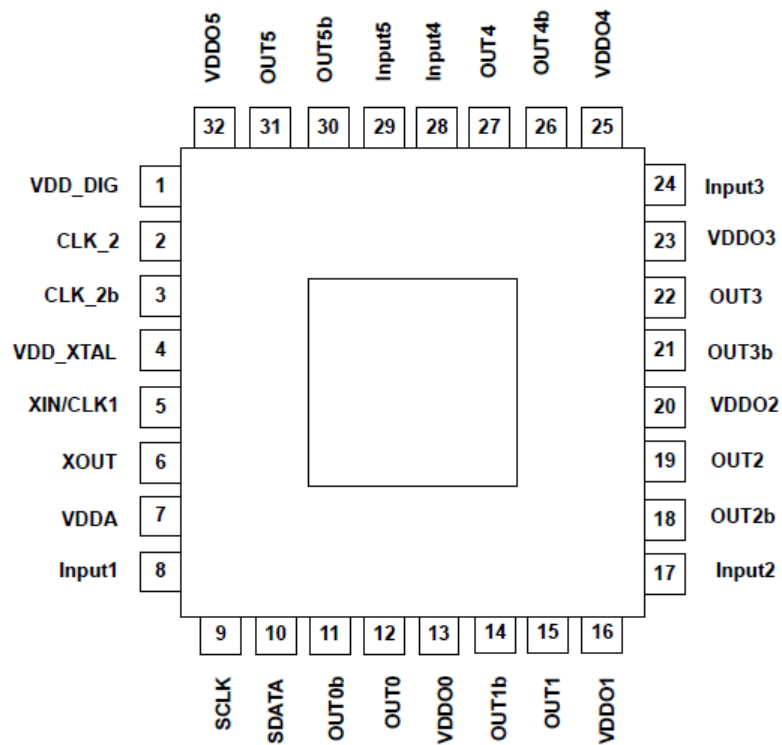 VDDO5 OUT5 OUT5b Input5 Input4 OUT4 OUT4b VDDO4
32 31 30 29 28 27 26 25
VDD_DIG 1 24 Input3
CLK_2 2 23 VDDO3
CLK_2b 3 22 OUT3
VDD_XTAL 4 21 OUT3b
XIN/CLK1 5 20 VDDO2
XOUT 6 19 OUT2
VDDA 7 18 OUT2b
Input1 8 17 Input2
9 10 11 12 13 14 15 16
SCLK SDATA OUT0b OUT0 VDDO0 OUT1b OUT1 VDDO1